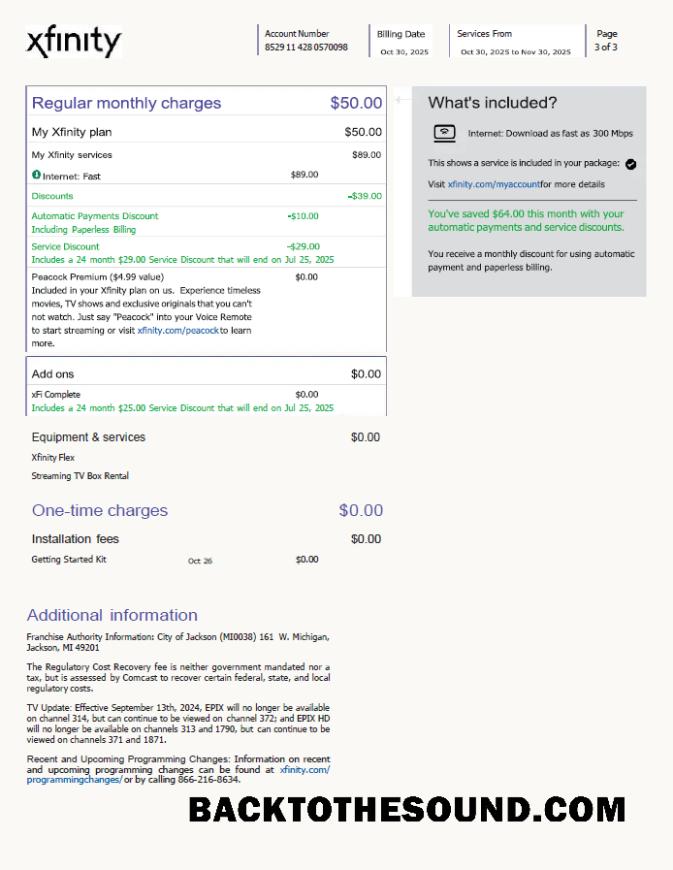 xfinity
Account Number
8529 11 428 0570098
Billing Date
Oct 30, 2025
Services From
Oct 30, 2025 to Nov 30, 2025
Page
3 of 3
Regular monthly charges $50.00
My Xfinity plan $50.00
My Xfinity services $89.00
Internet: Fast $89.00
Discounts -$39.00
Automatic Payments Discount -$10.00
Including Paperless Billing
Service Discount -$29.00
Includes a 24 month $29.00 Service Discount that will end on Jul 25, 2025
Peacock Premium ($4.99 value) $0.00
Included in your Xfinity plan on us. Experience timeless
movies, TV shows and exclusive originals that you can't
not watch. Just say "Peacock" into your Voice Remote
to start streaming or visit xfinity.com/peacock to learn
more.
Add ons $0.00
xFi Complete $0.00
Includes a 24 month $25.00 Service Discount that will end on Jul 25, 2025
Equipment & services $0.00
Xfinity Flex
Streaming TV Box Rental
One-time charges $0.00
Installation fees $0.00
Getting Started Kit Oct 26 $0.00
What's included?
Internet: Download as fast as 300 Mbps
This shows a service is included in your package:
Visit xfinity.com/myaccountfor more details
You've saved $64.00 this month with your
automatic payments and service discounts.
You receive a monthly discount for using automatic
payment and paperless billing.
Additional information
Franchise Authority Information: City of Jackson (MI0038) 161 W. Michigan,
Jackson, MI 49201
The Regulatory Cost Recovery fee is neither government mandated nor a
tax, but is assessed by Comcast to recover certain federal, state, and local
regulatory costs.
TV Update: Effective September 13th, 2024, EPIX will no longer be available
on channel 314, but can continue to be viewed on channel 372; and EPIX HD
will no longer be available on channels 313 and 1790, but can continue to be
viewed on channels 371 and 1871.
Recent and Upcoming Programming Changes: Information on recent
and upcoming programming changes can be found at xfinity.com/
programmingchanges/ or by calling 866-216-8634.
BACKTOTHESOUND.COM